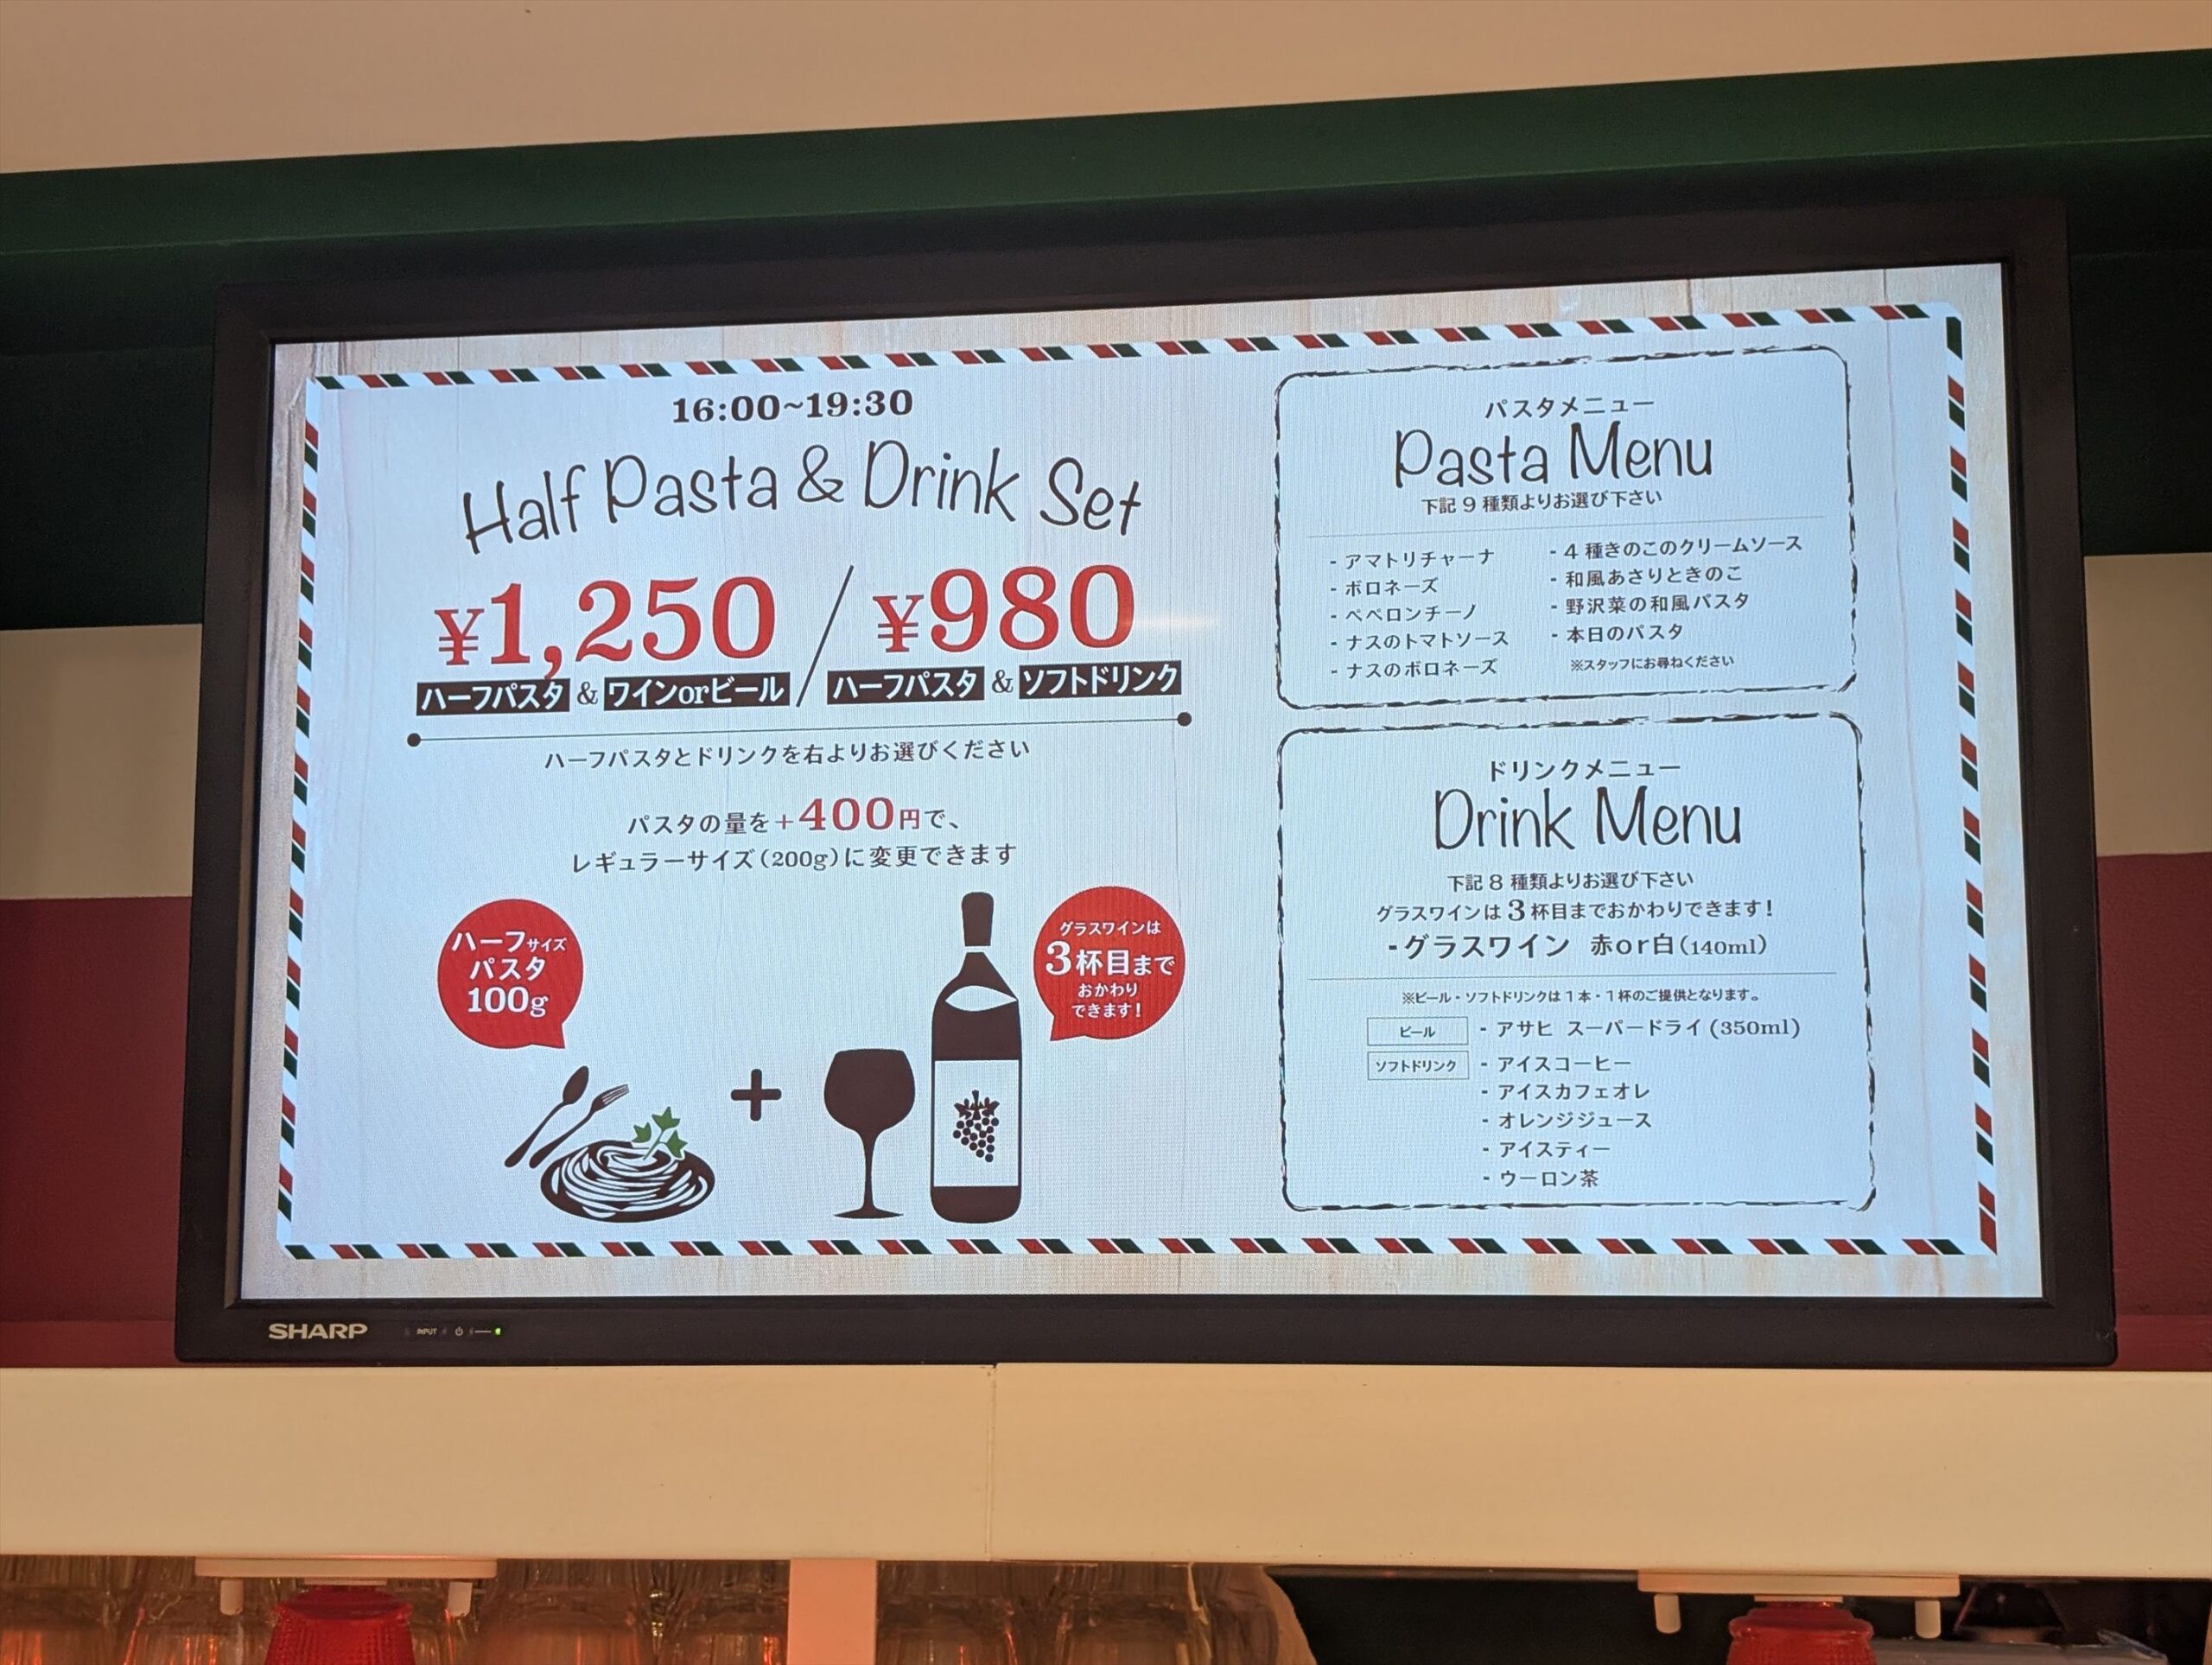 16:00~19:30
Half Pasta & Drink Set
¥1,250 / ¥980
ハーフパスタ & ワインorビール / ハーフパスタ & ソフトドリンク
ハーフパスタとドリンクを右よりお選びください
パスタの量を+400円で、
レギュラーサイズ(200g)に変更できます
ハーフサイズ
パスタ
100g
グラスワインは
3杯目まで
おかわり
できます!
パスタメニュー
Pasta Menu
下記 9 種類よりお選び下さい
- アマトリチャーナ
- ボロネーズ
- ペペロンチーノ
- ナスのトマトソース
- ナスのボロネーズ
- 4 種きのこのクリームソース
- 和風あさりときのこ
- 野沢菜の和風パスタ
- 本日のパスタ
※スタッフにお尋ねください
ドリンクメニュー
Drink Menu
下記 8 種類よりお選び下さい
グラスワインは 3 杯目までおかわりできます!
- グラスワイン 赤or白(140ml)
※ビール・ソフトドリンクは 1 本・1 杯のご提供となります。
ビール - アサヒ スーパードライ (350ml)
ソフトドリンク - アイスコーヒー
- アイスカフェオレ
- オレンジジュース
- アイスティー
- ウーロン茶
SHARP
INPUT